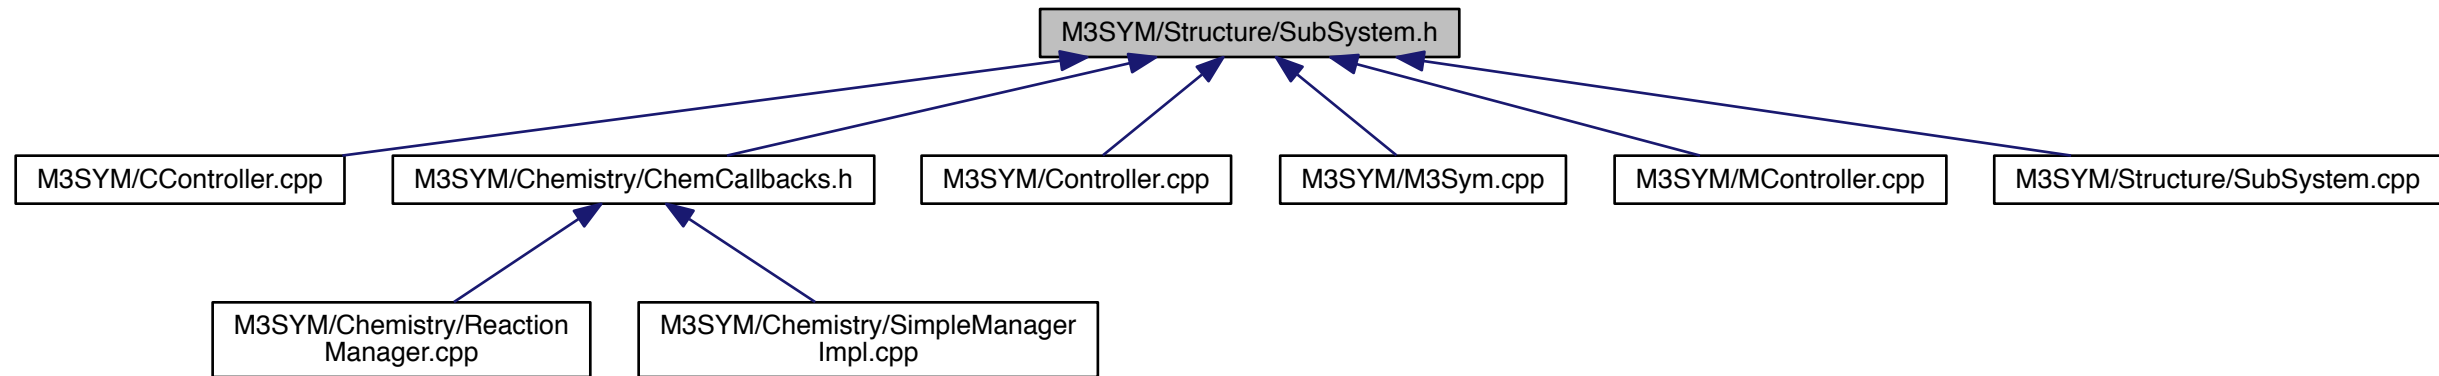 M3SYM/Structure/SubSystem.h
M3SYM/CController.cpp
M3SYM/Chemistry/ChemCallbacks.h
M3SYM/Controller.cpp
M3SYM/M3Sym.cpp
M3SYM/MController.cpp
M3SYM/Structure/SubSystem.cpp
M3SYM/Chemistry/Reaction
Manager.cpp
M3SYM/Chemistry/SimpleManager
Impl.cpp